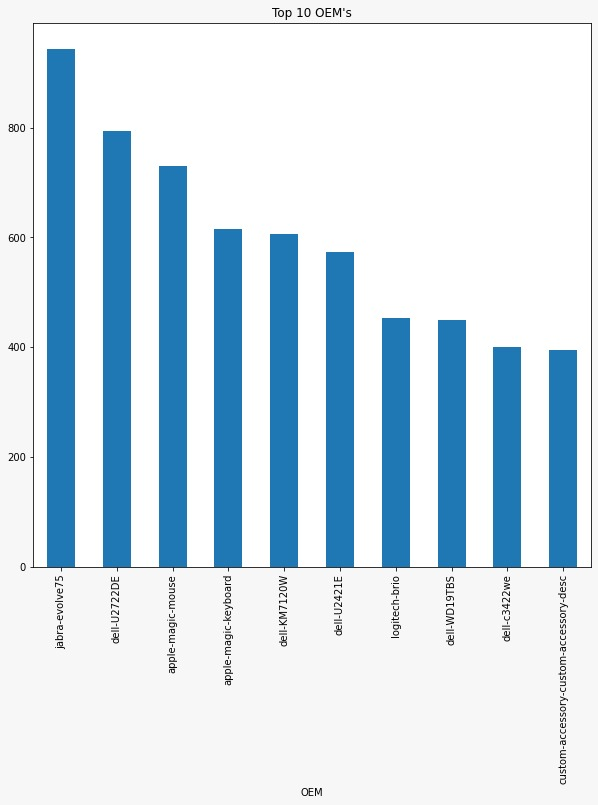 Top 10 OEM's
800
600
400
200
0
jabra-evolve75
dell-U2722DE
apple-magic-mouse
apple-magic-keyboard
dell-KM7120W
dell-U2421E
logitech-brio
dell-WD19TBS
dell-c3422we
custom-accessory-custom-accessory-desc
OEM